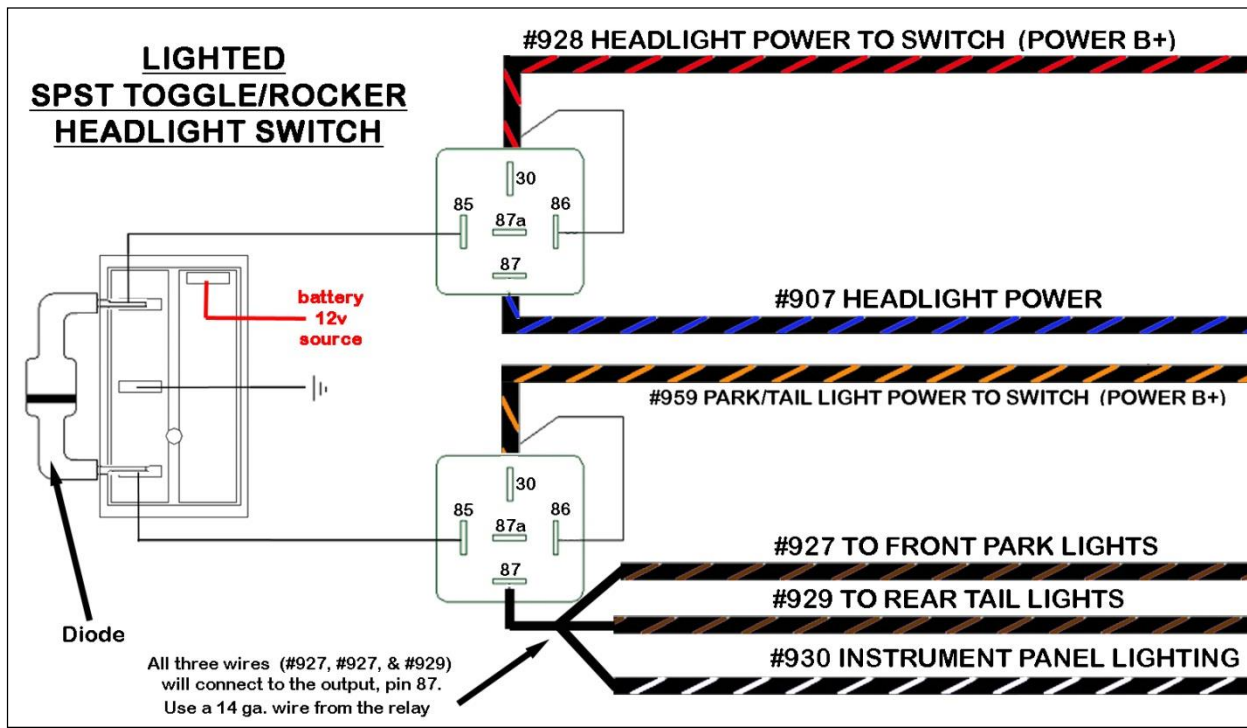 LIGHTED
SPST TOGGLE/ROCKER
HEADLIGHT SWITCH
#928 HEADLIGHT POWER TO SWITCH (POWER B+)
30
85
86
87a
87
battery
12v
source
#907 HEADLIGHT POWER
#959 PARK/TAIL LIGHT POWER TO SWITCH (POWER B+)
30
85
86
87a
87
#927 TO FRONT PARK LIGHTS
#929 TO REAR TAIL LIGHTS
#930 INSTRUMENT PANEL LIGHTING
Diode
All three wires (#927, #927, & #929)
will connect to the output, pin 87.
Use a 14 ga. wire from the relay